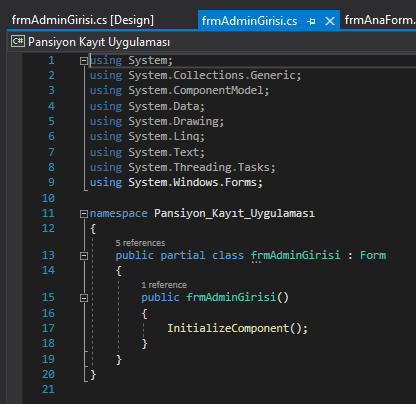 frmAdminGirisi.cs [Design] frmAdminGirisi.cs frmAnaForm.
C# Pansiyon Kayıt Uygulaması
1 using System;
2 using System.Collections.Generic;
3 using System.ComponentModel;
4 using System.Data;
5 using System.Drawing;
6 using System.Linq;
7 using System.Text;
8 using System.Threading.Tasks;
9 using System.Windows.Forms;
10
11 namespace Pansiyon_Kayıt_Uygulaması
12 {
5 references
13 public partial class frmAdminGirisi : Form
14 {
1 reference
15 public frmAdminGirisi()
16 {
17 InitializeComponent();
18 }
19 }
20 }
21